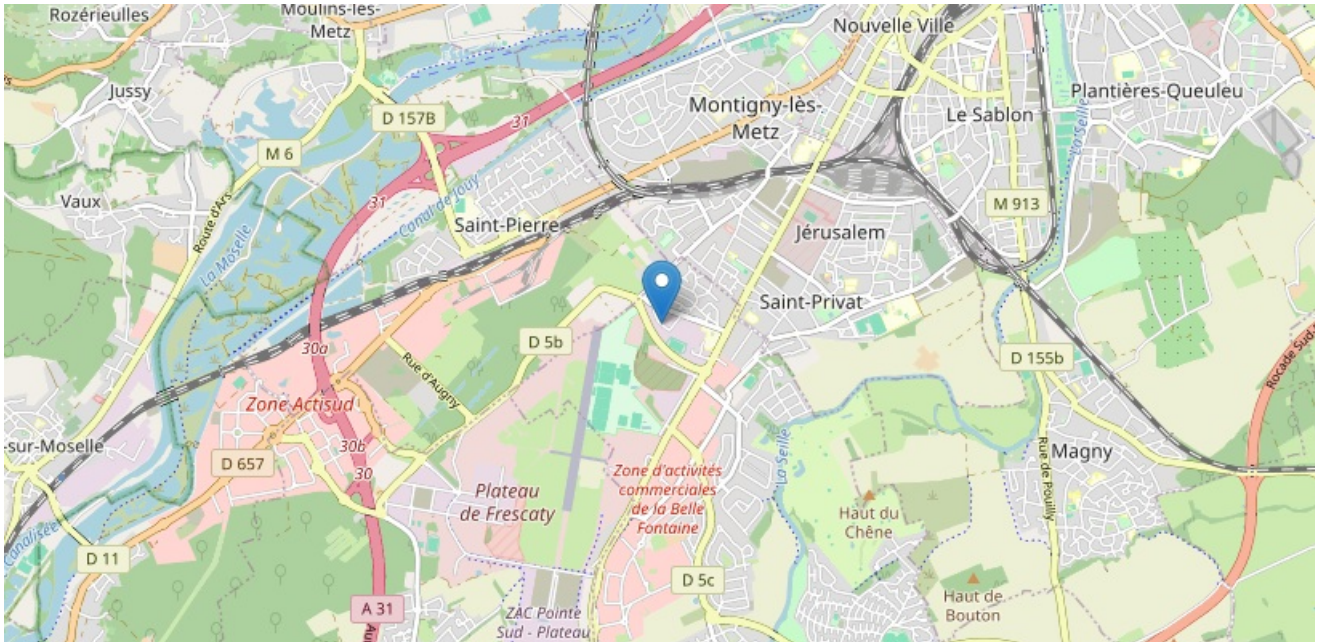 Rozérieulles
Moulins-lès-
Metz
Nouvelle Ville
Jussy
D 157B
31
Montigny-lès-
Metz
Le Sablon
Plantières-Queuleu
M 6
La Seille
Vaux
31
Route d'Ars
Canal de Jouy
Saint-Pierre
M 913
La Moselle
Jérusalem
Saint-Privat
30a
D 5b
D 155b
Rocade Sud
Rue d'Augny
Zone Actisud
-sur-Moselle
30b
D 657
30
La Seille
Magny
Rue de Pouilly
Zone d'activités
commerciales
de la Belle
Fontaine
Plateau
de Frescaty
Haut du
Chêne
Canalisée
D 11
D 5c
Haut de
Bouton
A 31
ZAC Pointe
Sud - Plateau